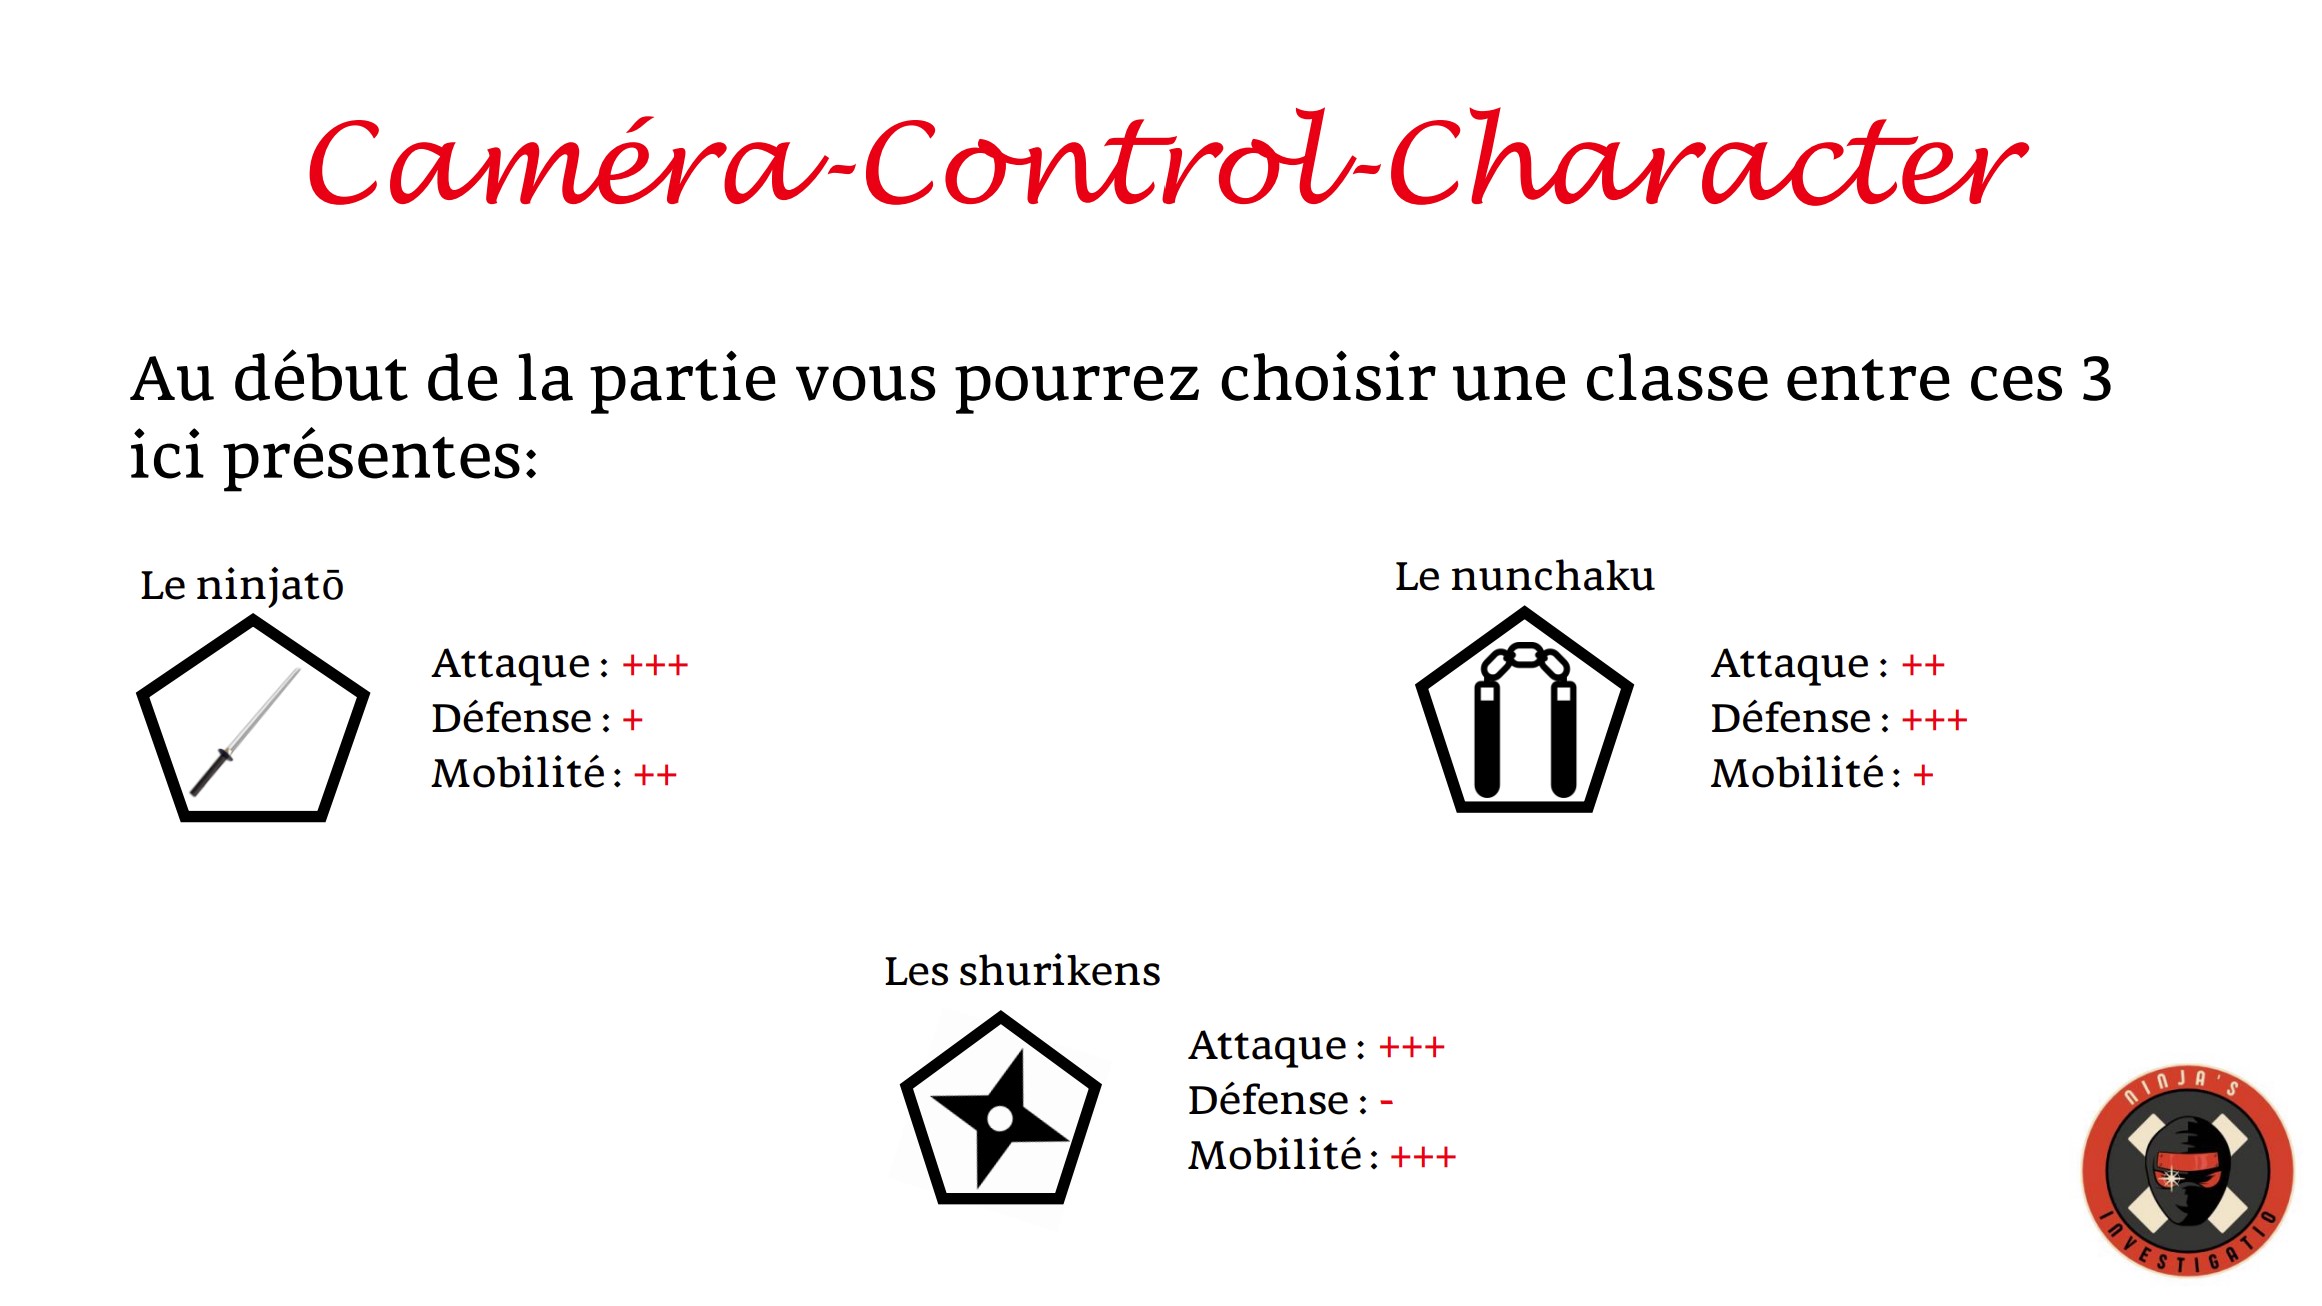 Caméra-Control-Character
Au début de la partie vous pourrez choisir une classe entre ces 3
ici présentes:
Le ninjatō
Attaque : +++
Défense : +
Mobilité : ++
Le nunchaku
Attaque : ++
Défense : +++
Mobilité : +
Les shurikens
Attaque : +++
Défense : -
Mobilité : +++
NINJA'S
INVESTIGATIO